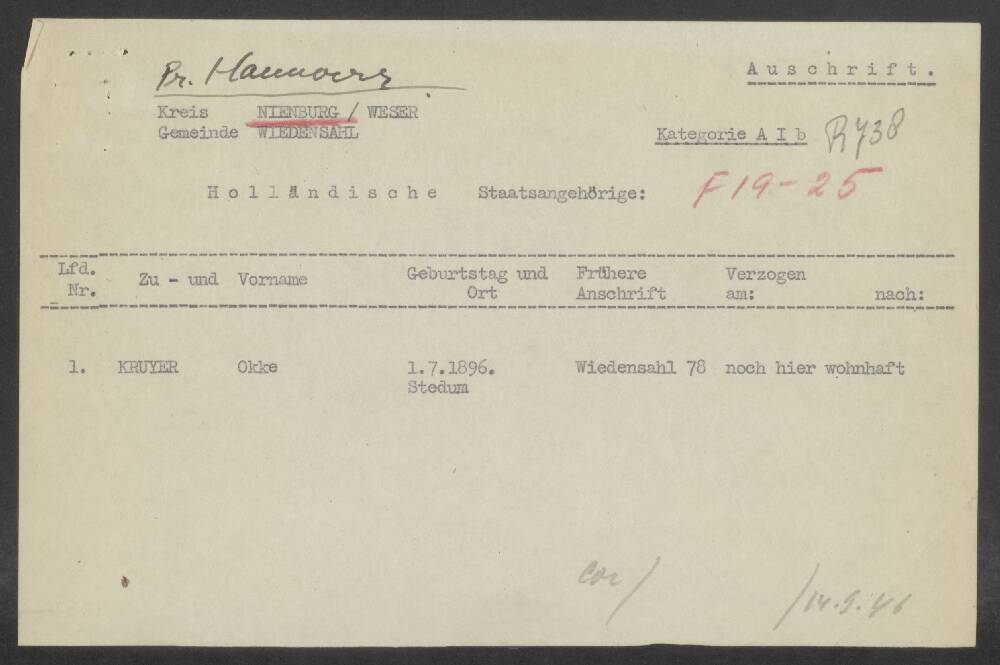 Pr. Hannover
Auschrift.
Kreis NIENBURG / WESER
Gemeinde WIEDENSAHL
Kategorie A I b R 738
Holländische Staatsangehörige: F 19-25
Lfd. Nr. Zu - und Vorname Geburtstag und Ort Frühere Anschrift Verzogen am: nach:
1. KRUYER Okke 1.7.1896. Wiedensahl 78 noch hier wohnhaft
Stedum
/14.9.46